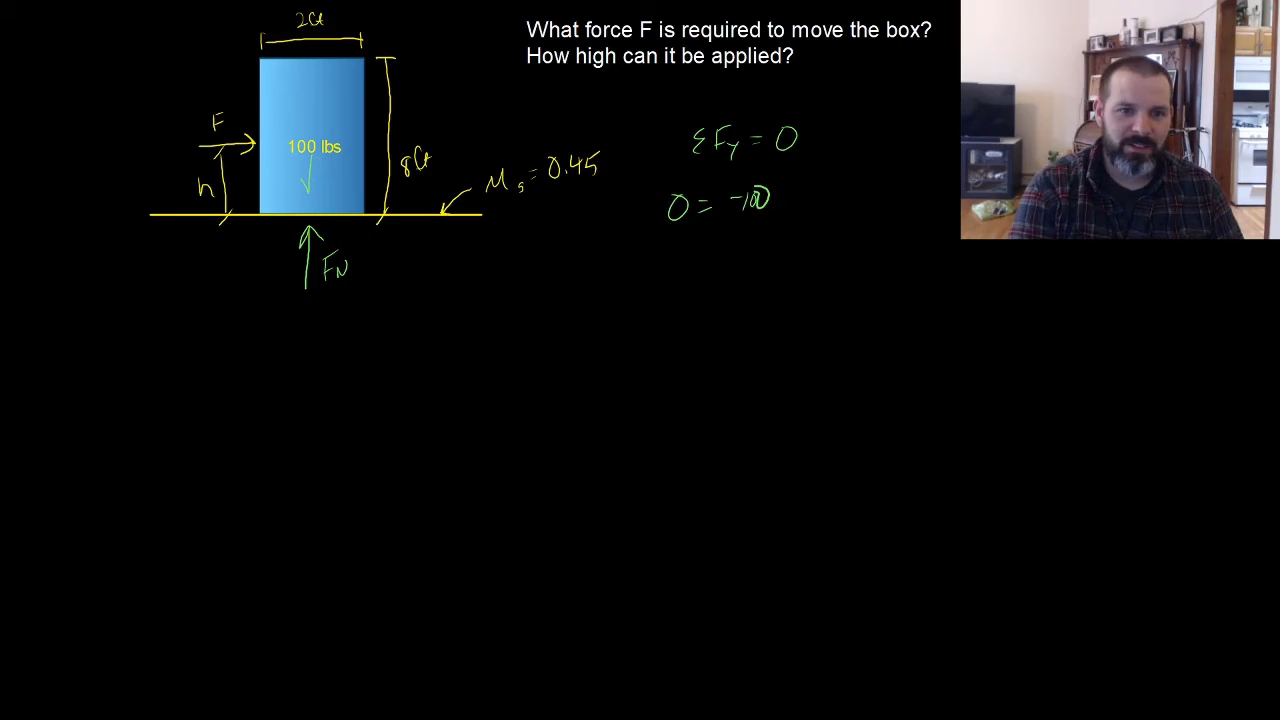 What force F is required to move the box?
How high can it be applied?
2ft
F
100 lbs
h
8ft
μs = 0.45
FN
ΣFy = 0
0 = -100